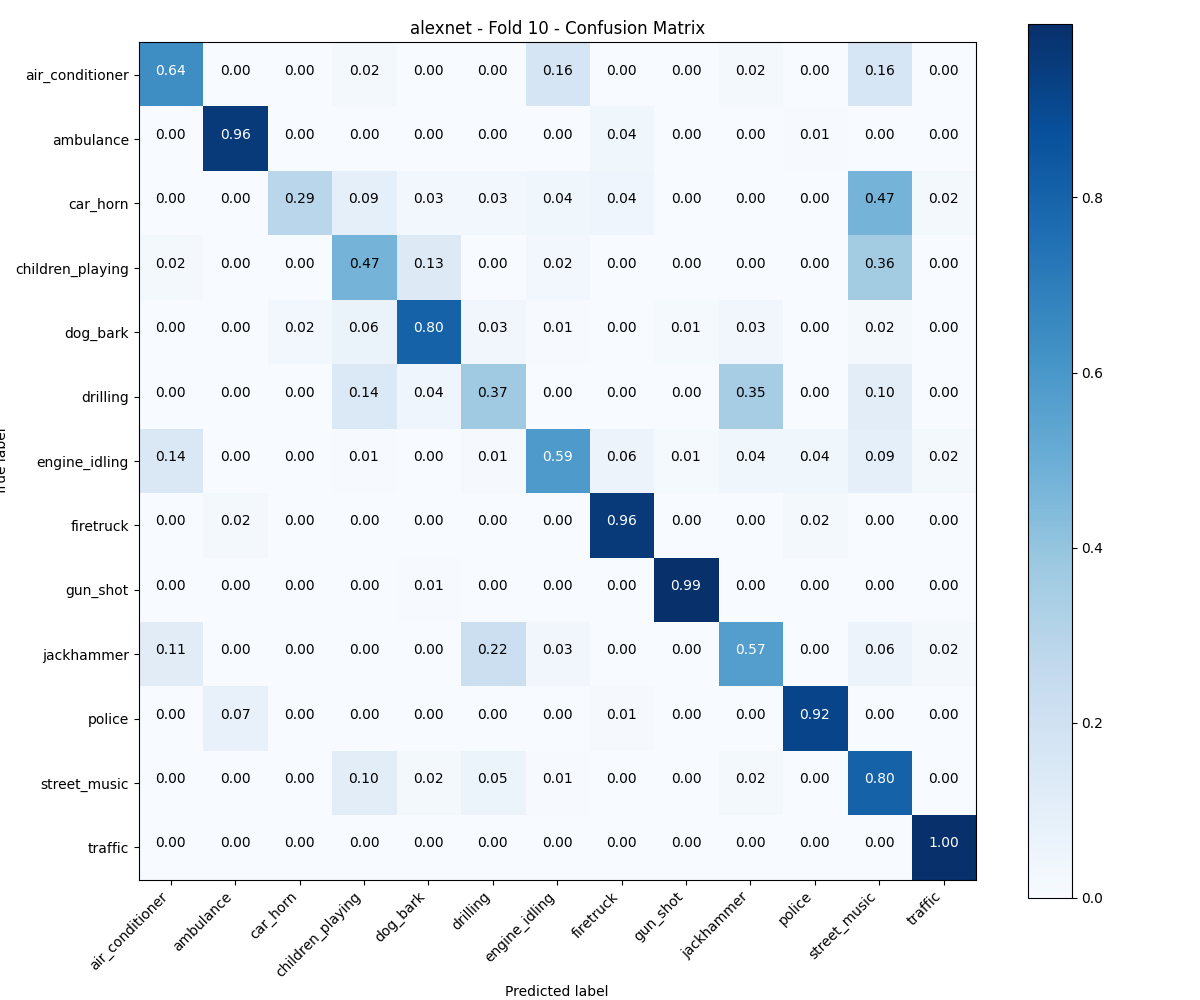 alexnet - Fold 10 - Confusion Matrix
air_conditioner 0.64 0.00 0.00 0.02 0.00 0.00 0.16 0.00 0.00 0.02 0.00 0.16 0.00
ambulance 0.00 0.96 0.00 0.00 0.00 0.00 0.00 0.04 0.00 0.00 0.01 0.00 0.00
car_horn 0.00 0.00 0.29 0.09 0.03 0.03 0.04 0.04 0.00 0.00 0.00 0.47 0.02
children_playing 0.02 0.00 0.00 0.47 0.13 0.00 0.02 0.00 0.00 0.00 0.00 0.36 0.00
dog_bark 0.00 0.00 0.02 0.06 0.80 0.03 0.01 0.00 0.01 0.03 0.00 0.02 0.00
drilling 0.00 0.00 0.00 0.14 0.04 0.37 0.00 0.00 0.00 0.35 0.00 0.10 0.00
engine_idling 0.14 0.00 0.00 0.01 0.00 0.01 0.59 0.06 0.01 0.04 0.04 0.09 0.02
firetruck 0.00 0.02 0.00 0.00 0.00 0.00 0.00 0.96 0.00 0.00 0.02 0.00 0.00
gun_shot 0.00 0.00 0.00 0.00 0.01 0.00 0.00 0.00 0.99 0.00 0.00 0.00 0.00
jackhammer 0.11 0.00 0.00 0.00 0.00 0.22 0.03 0.00 0.00 0.57 0.00 0.06 0.02
police 0.00 0.07 0.00 0.00 0.00 0.00 0.00 0.01 0.00 0.00 0.92 0.00 0.00
street_music 0.00 0.00 0.00 0.10 0.02 0.05 0.01 0.00 0.00 0.02 0.00 0.80 0.00
traffic 0.00 0.00 0.00 0.00 0.00 0.00 0.00 0.00 0.00 0.00 0.00 0.00 1.00
air_conditioner ambulance car_horn children_playing dog_bark drilling engine_idling firetruck gun_shot jackhammer police street_music traffic
Predicted label
0.8
0.6
0.4
0.2
0.0